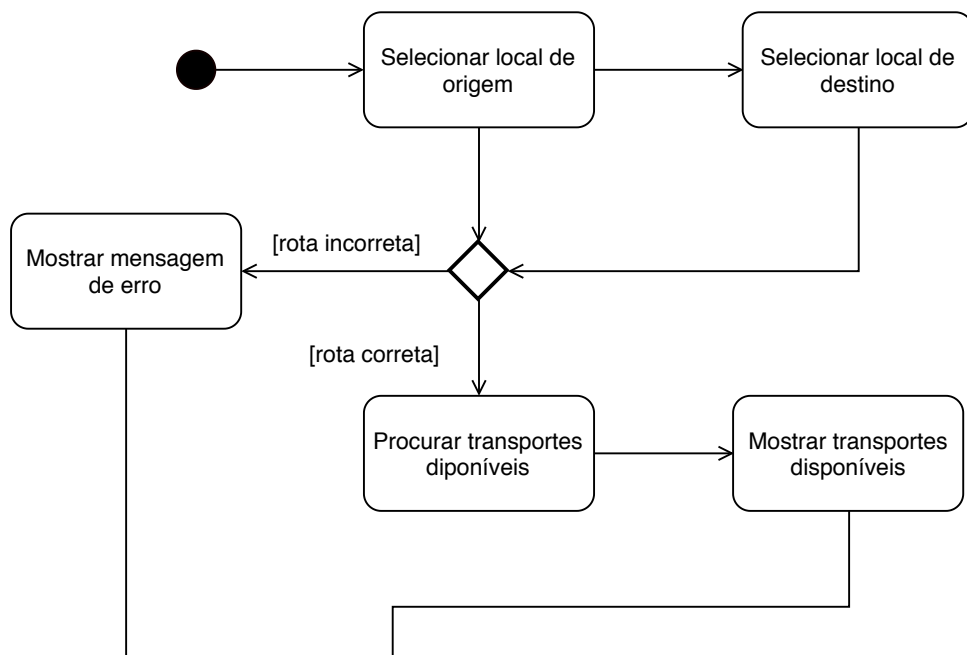 Selecionar local de
origem
Selecionar local de
destino
Mostrar mensagem
de erro
[rota incorreta]
[rota correta]
Procurar transportes
diponíveis
Mostrar transportes
disponíveis